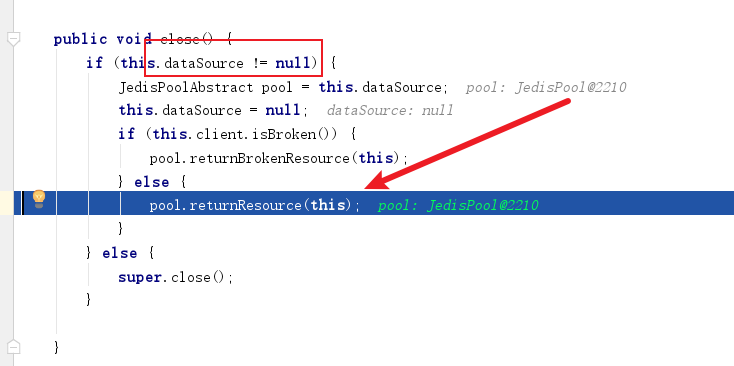 public void close() {
if (this.dataSource != null) {
JedisPoolAbstract pool = this.dataSource; pool: JedisPool@2210
this.dataSource = null; dataSource: null
if (this.client.isBroken()) {
pool.returnBrokenResource(this);
} else {
pool.returnResource(this); pool: JedisPool@2210
}
} else {
super.close();
}
}